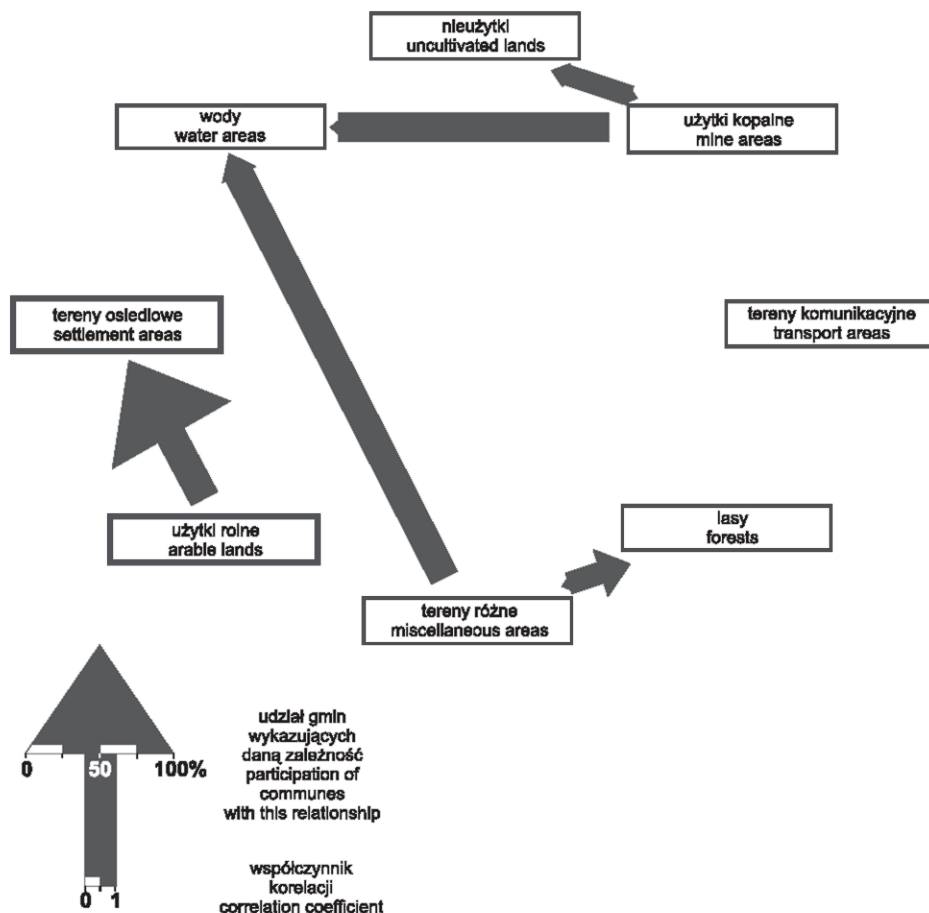 nieużytki
uncultivated lands
wody
water areas
użytki kopalne
mine areas
tereny osiedlowe
settlement areas
tereny komunikacyjne
transport areas
użytki rolne
arable lands
lasy
forests
tereny różne
miscellaneous areas
0 50 100%
udział gmin
wykazujących
daną zależność
participation of
communes
with this relationship
0 1
współczynnik
korelacji
correlation coefficient